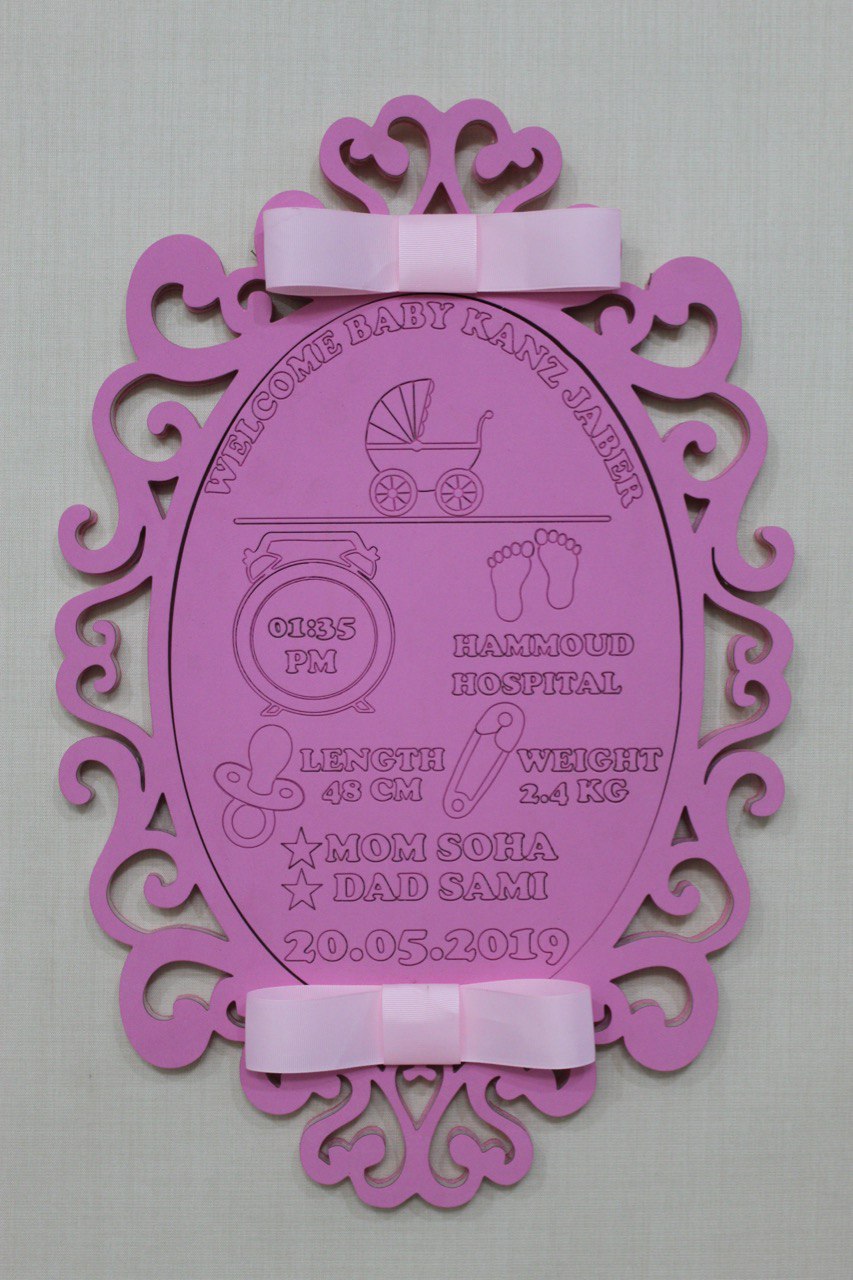 WELCOME BABY KANZ JABER
01:35
PM
HAMMOUD
HOSPITAL
LENGTH
48 CM
WEIGHT
2.4 KG
MOM SOHA
DAD SAMI
20.05.2019